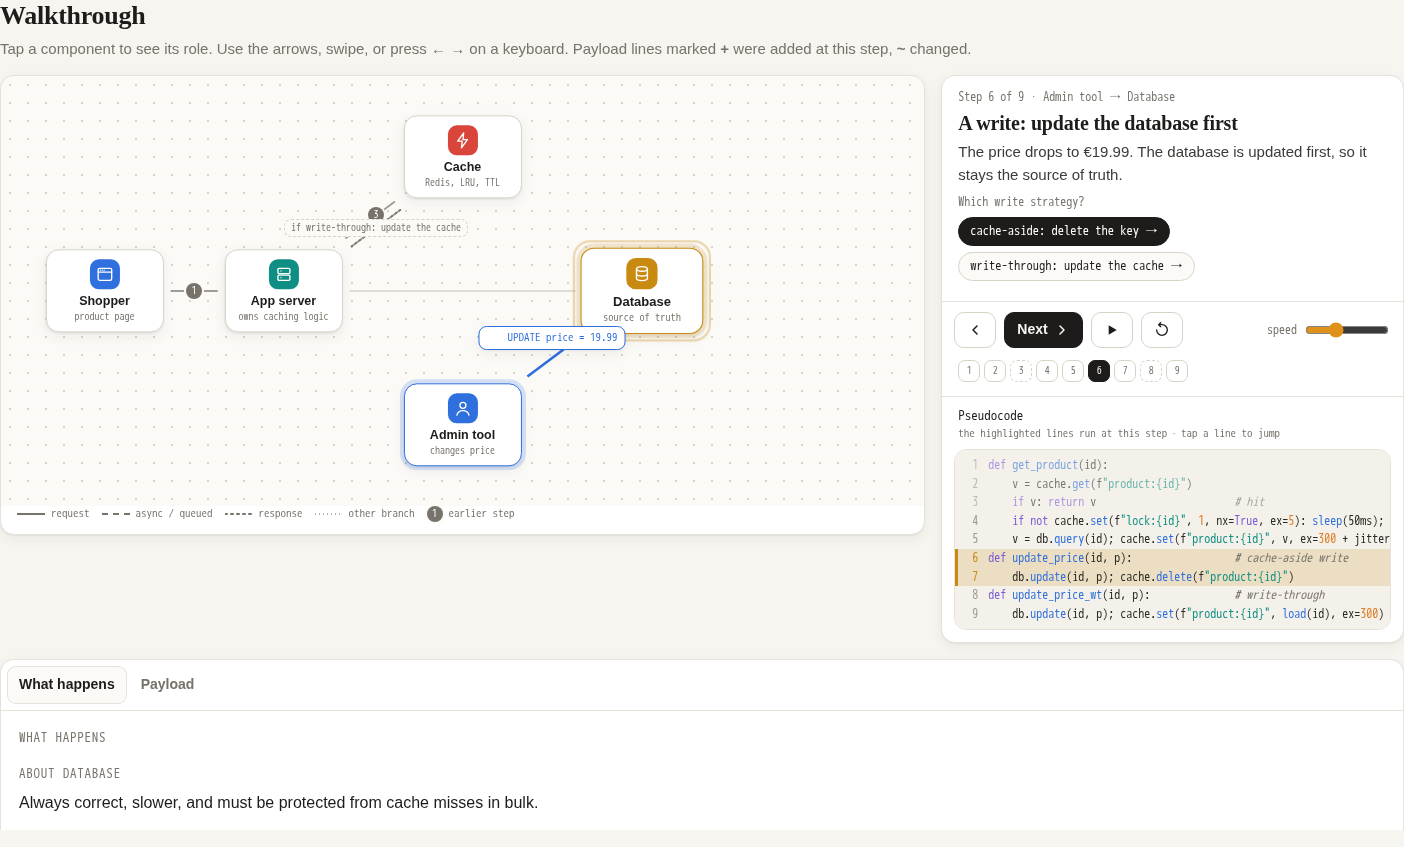 Walkthrough
Tap a component to see its role. Use the arrows, swipe, or press ← → on a keyboard. Payload lines marked + were added at this step, ~ changed.
Cache
Redis, LRU, TTL
3
if write-through: update the cache
Shopper
product page
1
App server
owns caching logic
Database
source of truth
UPDATE price = 19.99
Admin tool
changes price
request
async / queued
response
other branch
1 earlier step
Step 6 of 9 · Admin tool → Database
A write: update the database first
The price drops to €19.99. The database is updated first, so it
stays the source of truth.
Which write strategy?
cache-aside: delete the key →
write-through: update the cache →
Next
speed
1 2 3 4 5 6 7 8 9
Pseudocode
the highlighted lines run at this step · tap a line to jump
1 def get_product(id):
2     v = cache.get(f"product:{id}")
3     if v: return v # hit
4     if not cache.set(f"lock:{id}", 1, nx=True, ex=5): sleep(50ms);
5     v = db.query(id); cache.set(f"product:{id}", v, ex=300 + jitter
6 def update_price(id, p): # cache-aside write
7     db.update(id, p); cache.delete(f"product:{id}")
8 def update_price_wt(id, p): # write-through
9     db.update(id, p); cache.set(f"product:{id}", load(id), ex=300)
What happens
Payload
WHAT HAPPENS
ABOUT DATABASE
Always correct, slower, and must be protected from cache misses in bulk.